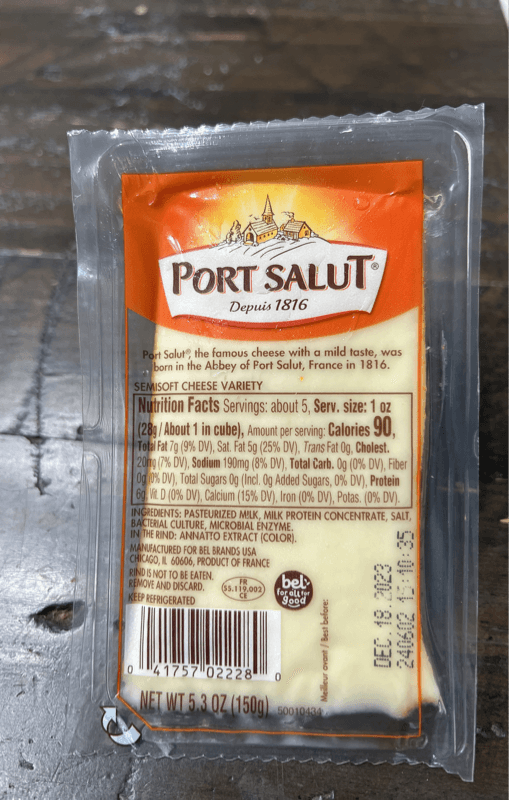 PORT SALUT®
Depuis 1816
Port Salut®, the famous cheese with a mild taste, was
born in the Abbey of Port Salut, France in 1816.
SEMISOFT CHEESE VARIETY
Nutrition Facts Servings: about 5, Serv. size: 1 oz
(28g / About 1 in cube), Amount per serving: Calories 90,
Total Fat 7g (9% DV), Sat. Fat 5g (25% DV), Trans Fat 0g, Cholest.
20mg (7% DV), Sodium 190mg (8% DV), Total Carb. 0g (0% DV), Fiber
0g (0% DV), Total Sugars 0g (Incl. 0g Added Sugars, 0% DV), Protein
6g, Vit. D (0% DV), Calcium (15% DV), Iron (0% DV), Potas. (0% DV).
INGREDIENTS: PASTEURIZED MILK, MILK PROTEIN CONCENTRATE, SALT,
BACTERIAL CULTURE, MICROBIAL ENZYME.
IN THE RIND: ANNATTO EXTRACT (COLOR).
MANUFACTURED FOR BEL BRANDS USA
CHICAGO, IL 60606, PRODUCT OF FRANCE
RIND IS NOT TO BE EATEN.
REMOVE AND DISCARD.
KEEP REFRIGERATED
FR
55.119.002
CE
bel
for all for
good
0 41757 02228 0
NET WT 5.3 OZ (150g)
50010434
Meilleur avant / Best before:
DEC.18.2023
240602 15:10:35